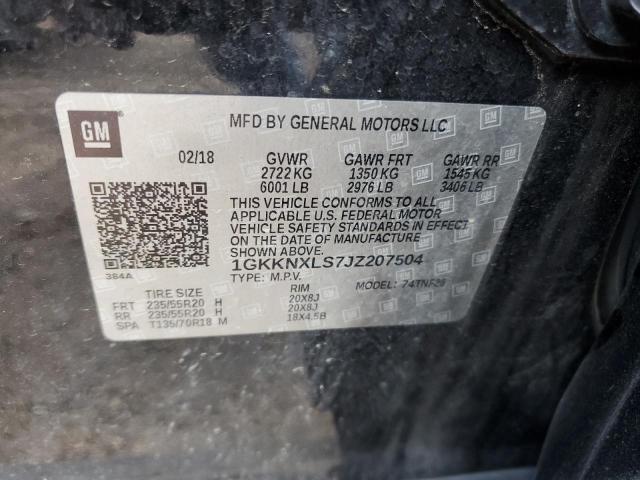 GM
MFD BY GENERAL MOTORS LLC
02/18 GVWR GAWR FRT GAWR RR
2722 KG 1350 KG 1545 KG
6001 LB 2976 LB 3406 LB
THIS VEHICLE CONFORMS TO ALL
APPLICABLE U.S. FEDERAL MOTOR
VEHICLE SAFETY AND THEFT PREVENTION
STANDARDS IN EFFECT ON THE DATE
OF MANUFACTURE SHOWN ABOVE.
384A
1GKKNXLS7JZ207504
TYPE: M.P.V. MODEL: 74TNF26
TIRE SIZE RIM
FRT 235/55R20 H 20X8J
RR 235/55R20 H 20X8J
SPA T135/70R18 M 18X4.5B